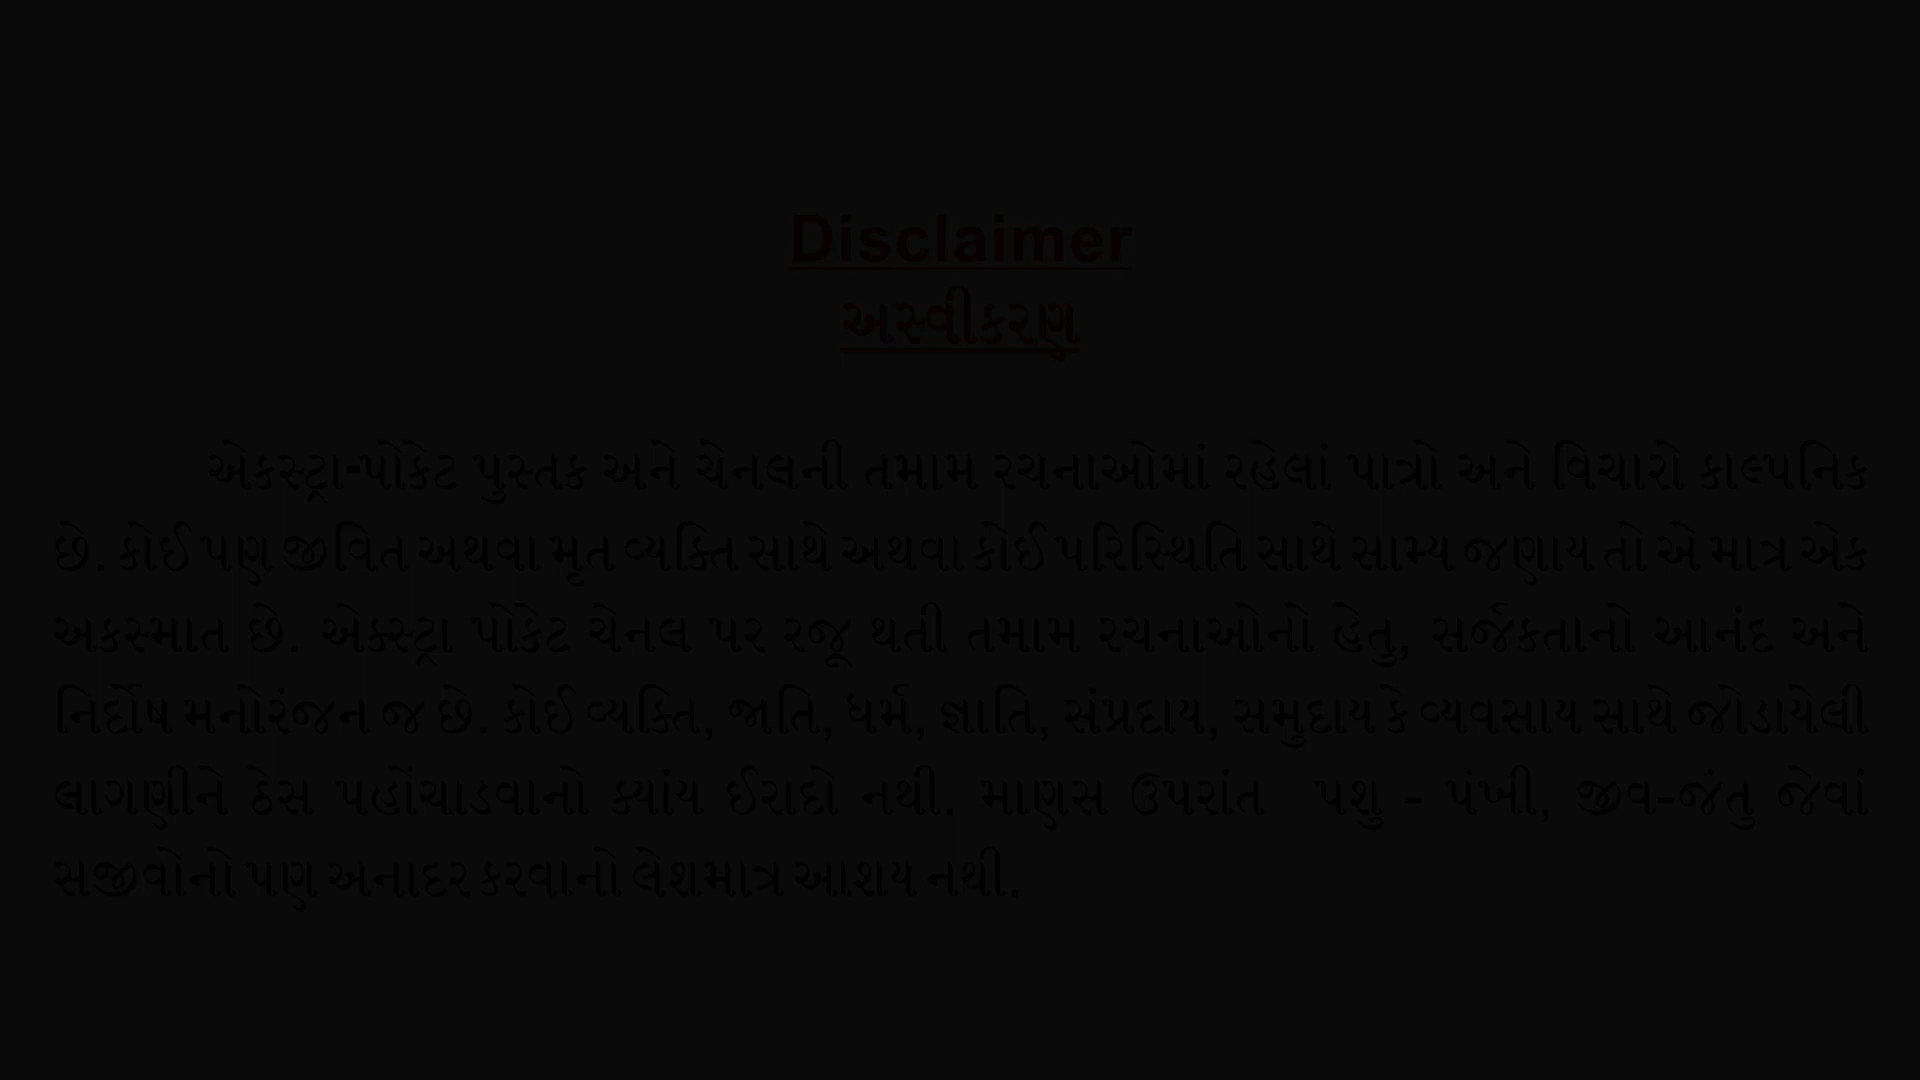 Disclaimer
અસ્વીકરણ
એકસ્ટ્રા-પોકેટ પુસ્તક અને ચેનલની તમામ રચનાઓમાં રહેલાં પાત્રો અને વિચારો કાલ્પનિક
છે. કોઈ પણ જીવિત અથવા મૃત વ્યક્તિ સાથે અથવા કોઈ પરિસ્થિતિ સાથે સામ્ય જણાય તો એ માત્ર એક
અકસ્માત છે. એક્સ્ટ્રા પોકેટ ચેનલ પર રજૂ થતી તમામ રચનાઓનો હેતુ, સર્જકતાનો આનંદ અને
નિર્દોષ મનોરંજન જ છે. કોઈ વ્યક્તિ, જાતિ, ધર્મ, જ્ઞાતિ, સંપ્રદાય, સમુદાય કે વ્યવસાય સાથે જોડાયેલી
લાગણીને ઠેસ પહોંચાડવાનો ક્યાંય ઈરાદો નથી. માણસ ઉપરાંત પશુ - પંખી, જીવ-જંતુ જેવાં
સજીવોનો પણ અનાદર કરવાનો લેશમાત્ર આશય નથી.